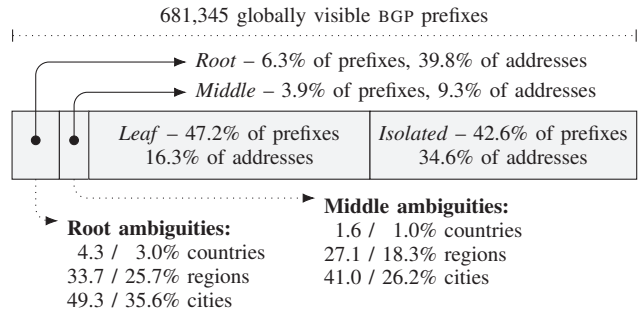 681,345 globally visible BGP prefixes
Root – 6.3% of prefixes, 39.8% of addresses
Middle – 3.9% of prefixes, 9.3% of addresses
Leaf – 47.2% of prefixes
16.3% of addresses
Isolated – 42.6% of prefixes
34.6% of addresses
Root ambiguities:
4.3 / 3.0% countries
33.7 / 25.7% regions
49.3 / 35.6% cities
Middle ambiguities:
1.6 / 1.0% countries
27.1 / 18.3% regions
41.0 / 26.2% cities